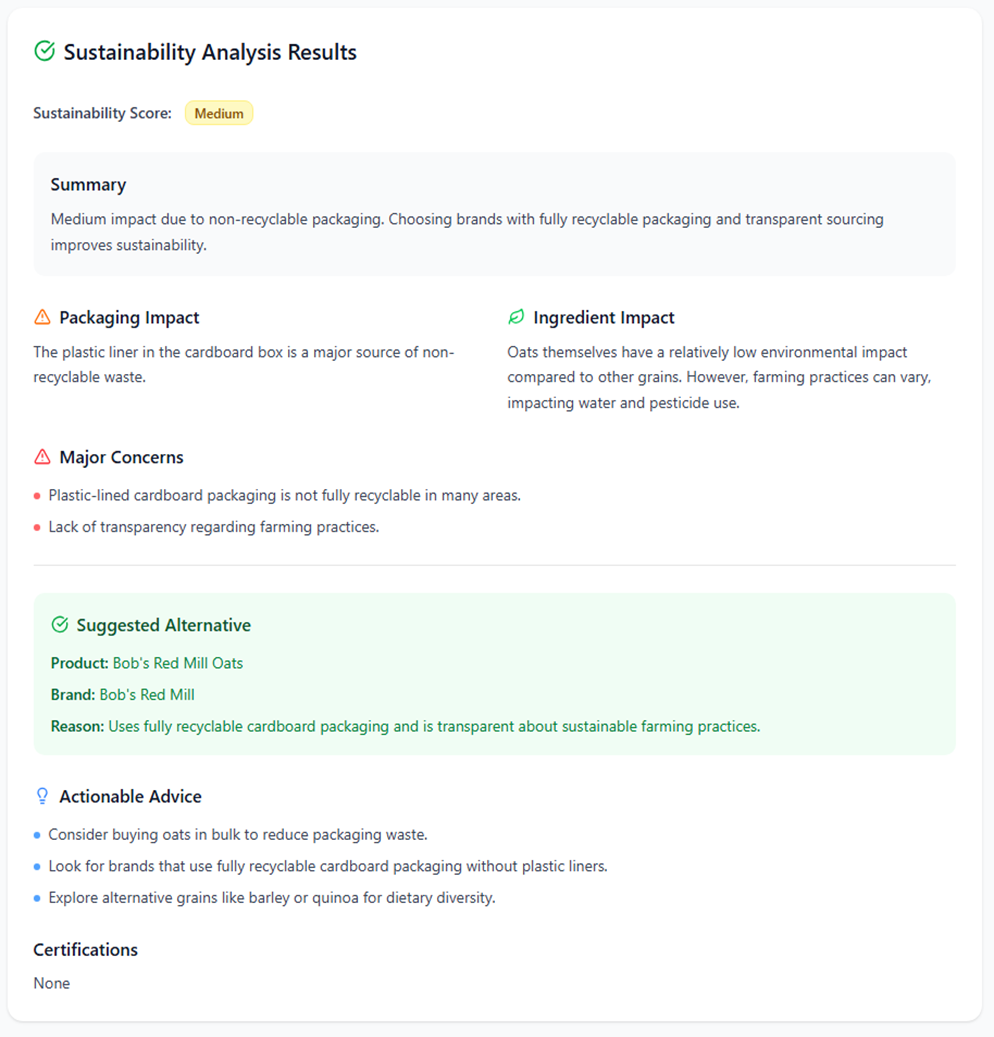 Sustainability Analysis Results
Sustainability Score: Medium
Summary
Medium impact due to non-recyclable packaging. Choosing brands with fully recyclable packaging and transparent sourcing
improves sustainability.
Packaging Impact
The plastic liner in the cardboard box is a major source of non-
recyclable waste.
Ingredient Impact
Oats themselves have a relatively low environmental impact
compared to other grains. However, farming practices can vary,
impacting water and pesticide use.
Major Concerns
Plastic-lined cardboard packaging is not fully recyclable in many areas.
Lack of transparency regarding farming practices.
Suggested Alternative
Product: Bob's Red Mill Oats
Brand: Bob's Red Mill
Reason: Uses fully recyclable cardboard packaging and is transparent about sustainable farming practices.
Actionable Advice
Consider buying oats in bulk to reduce packaging waste.
Look for brands that use fully recyclable cardboard packaging without plastic liners.
Explore alternative grains like barley or quinoa for dietary diversity.
Certifications
None